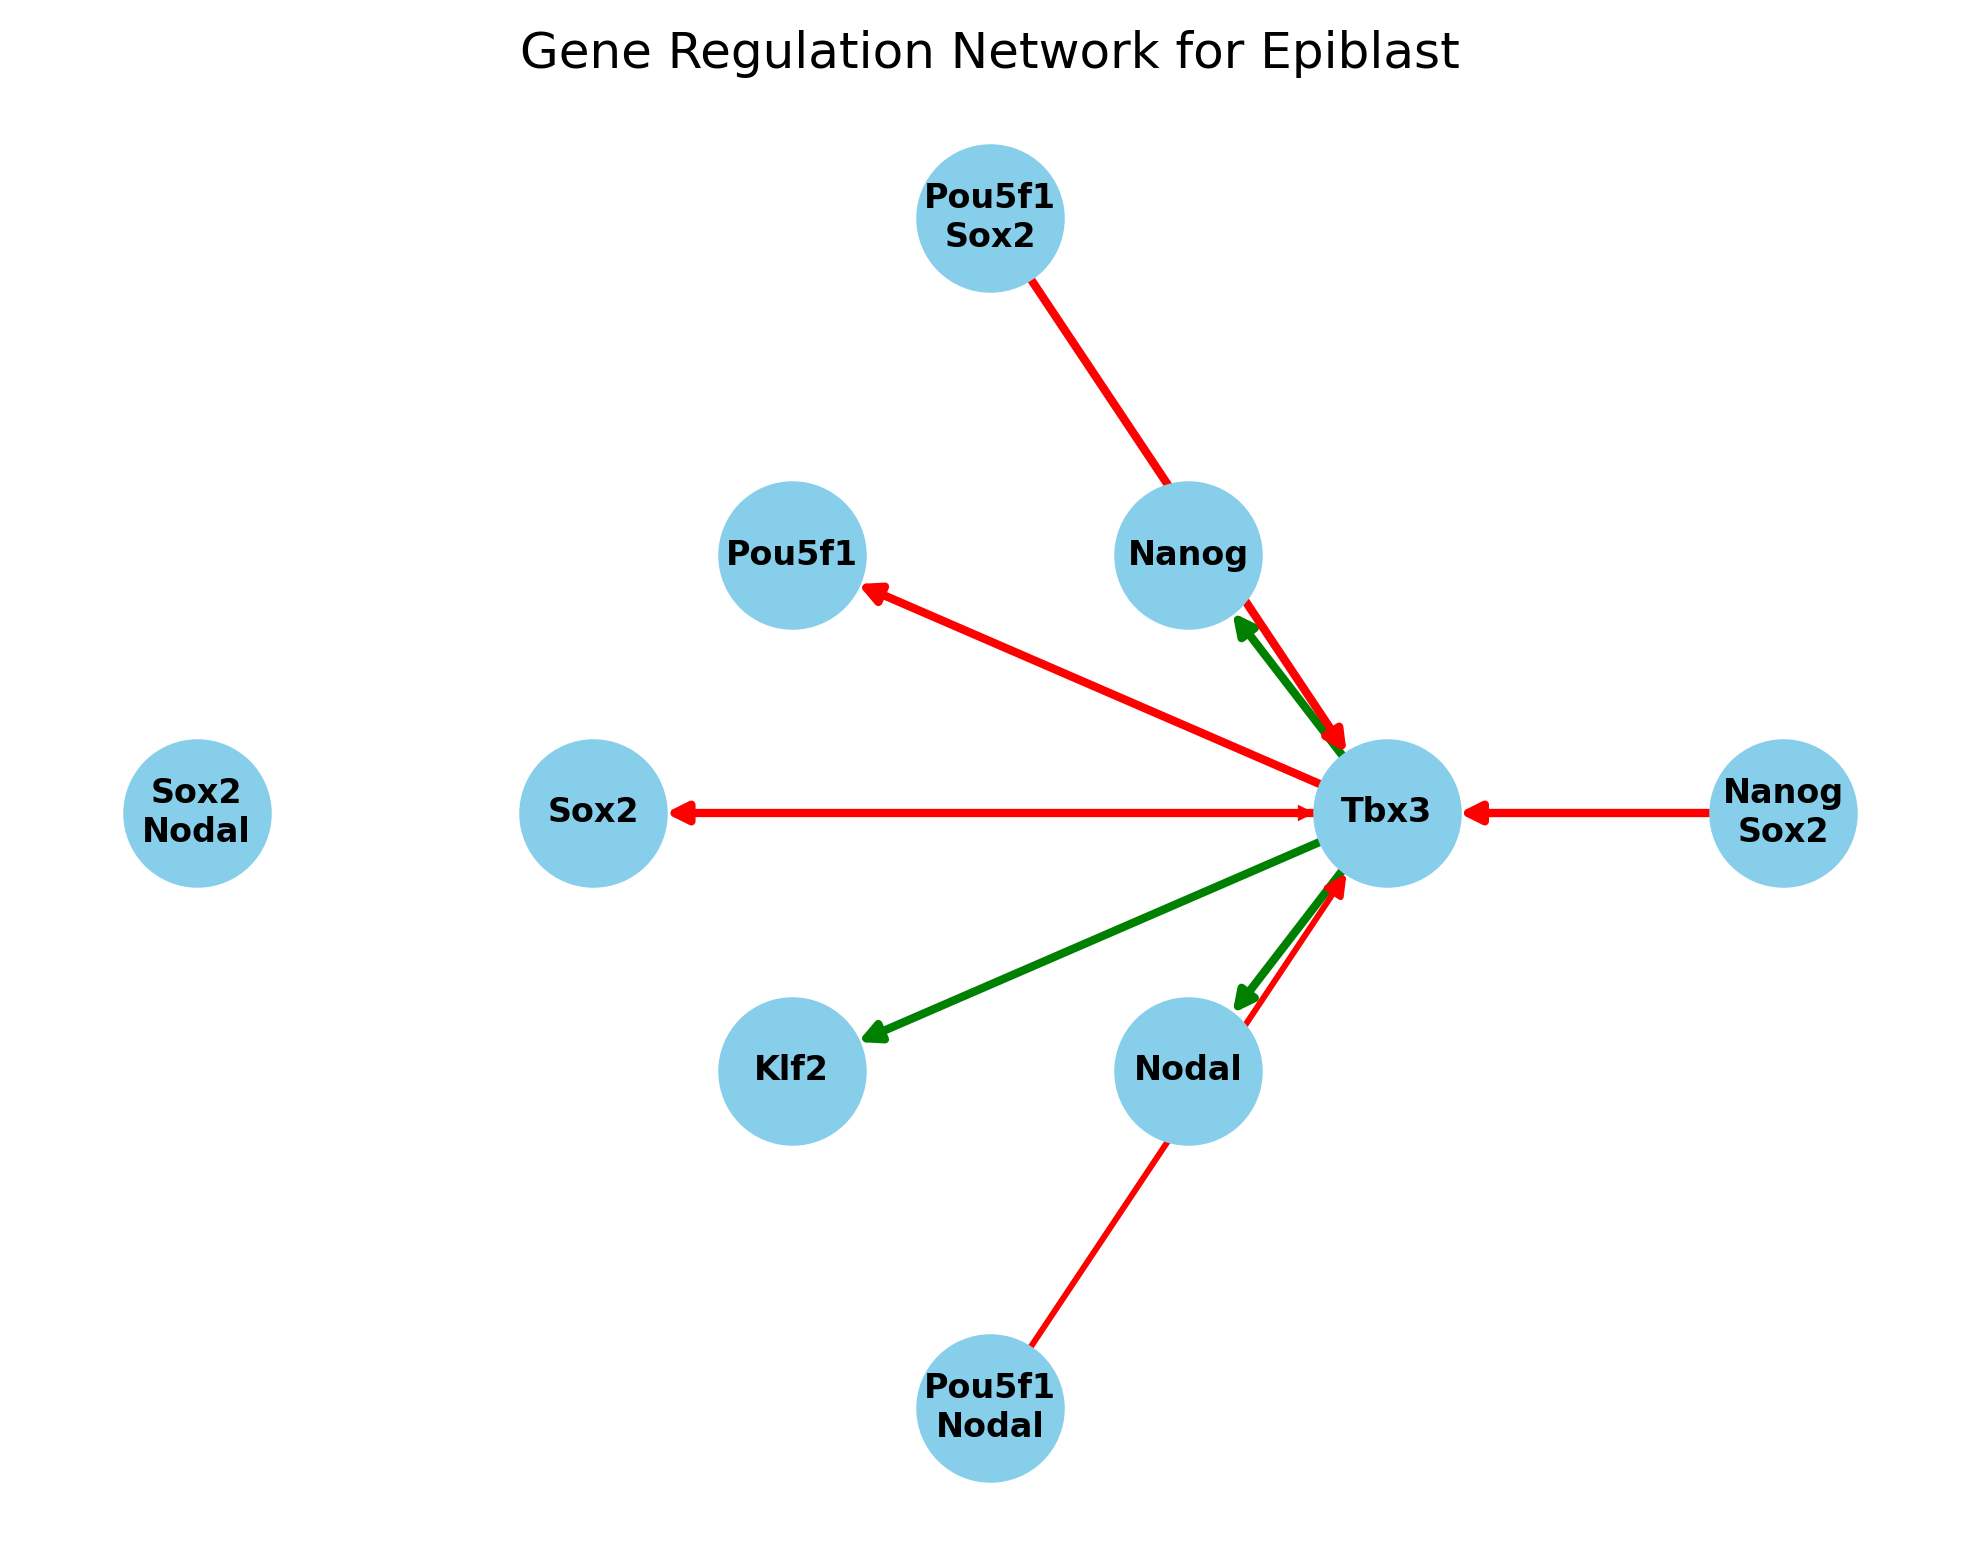 Gene Regulation Network for Epiblast
Pou5f1
Sox2
Pou5f1
Nanog
Sox2
Nodal
Sox2
Tbx3
Nanog
Sox2
Klf2
Nodal
Pou5f1
Nodal